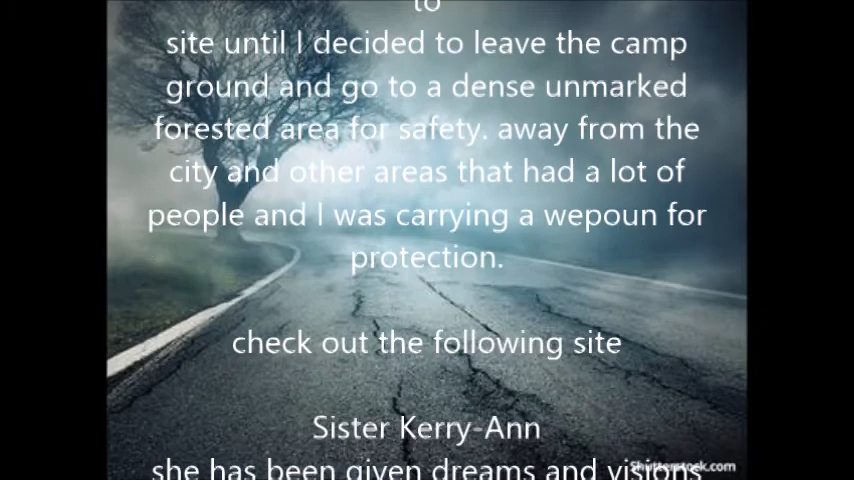 to
site until I decided to leave the camp
ground and go to a dense unmarked
forested area for safety. away from the
city and other areas that had a lot of
people and I was carrying a wepoun for
protection.
check out the following site
Sister Kerry-Ann
she has been given dreams and visions
Shutterstock.com